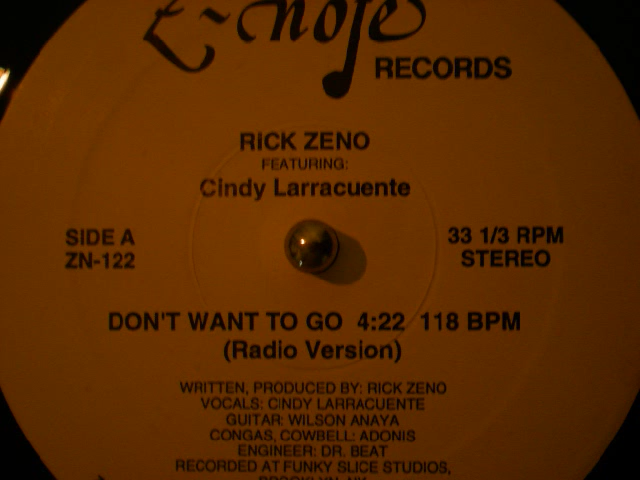 z-note
RECORDS
RICK ZENO
FEATURING:
Cindy Larracuente
SIDE A
ZN-122
33 1/3 RPM
STEREO
DON'T WANT TO GO 4:22 118 BPM
(Radio Version)
WRITTEN, PRODUCED BY: RICK ZENO
VOCALS: CINDY LARRACUENTE
GUITAR: WILSON ANAYA
CONGAS, COWBELL: ADONIS
ENGINEER: DR. BEAT
RECORDED AT FUNKY SLICE STUDIOS,